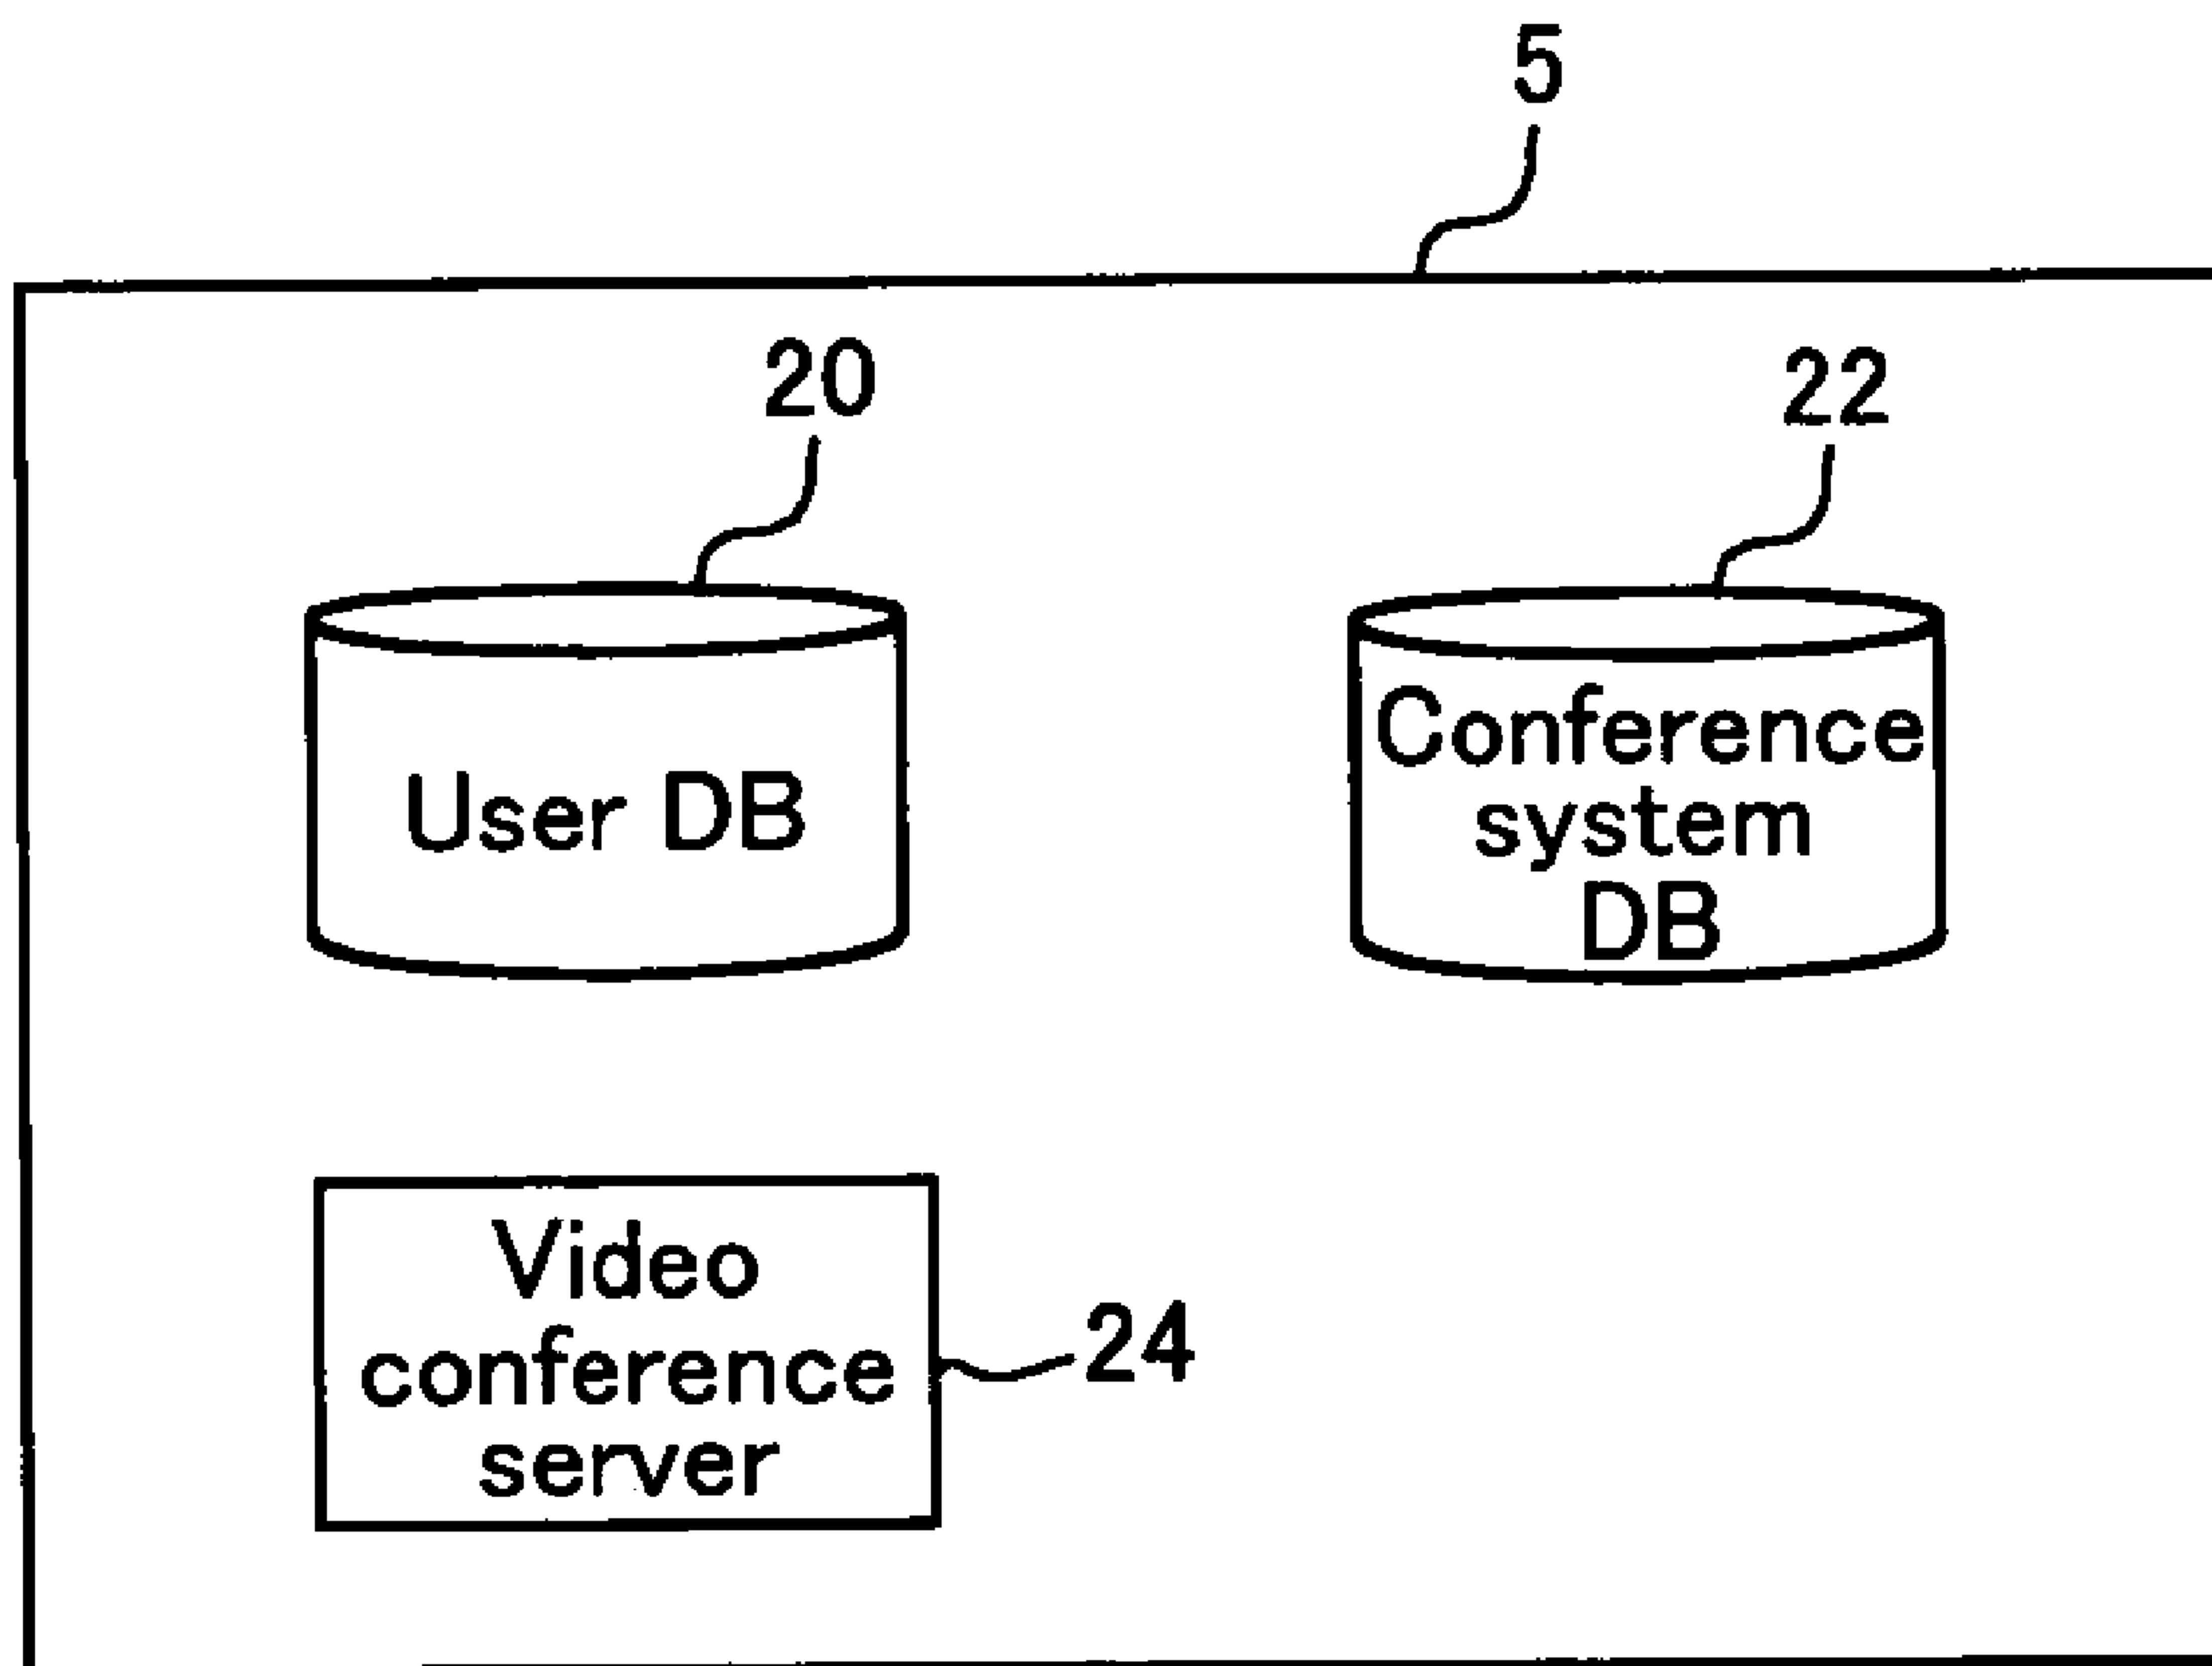 5
20
22
User DB
Conference
system
DB
Video
conference
server
24